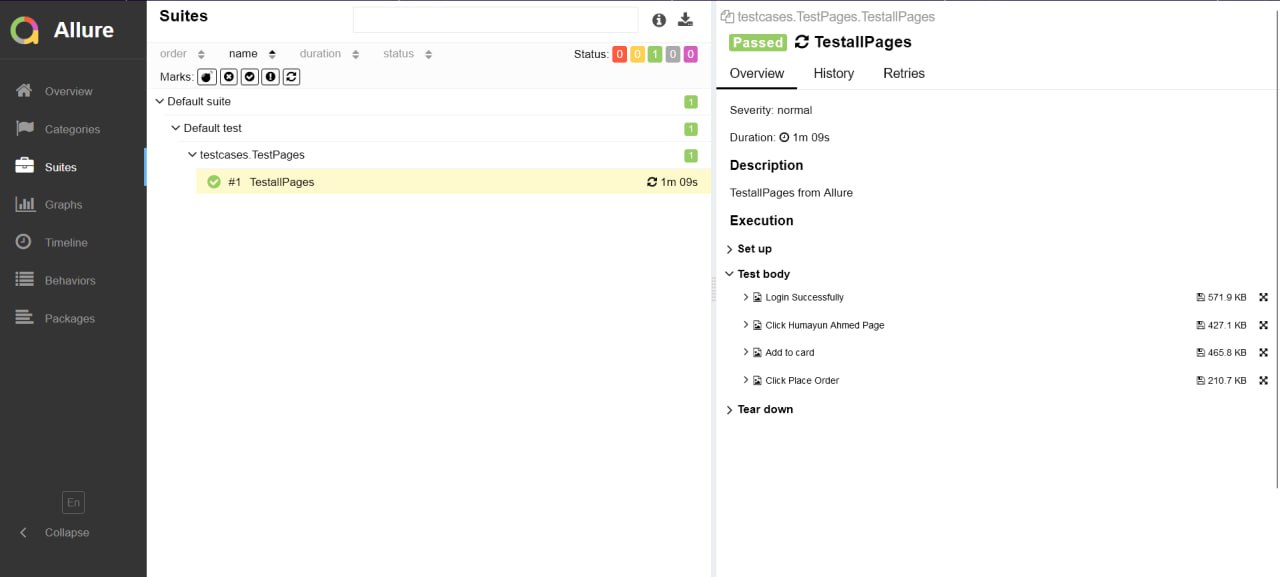 Allure
Overview
Categories
Suites
Graphs
Timeline
Behaviors
Packages
En
Collapse
Suites
order name duration status Status: 0 0 1 0 0
Marks:
Default suite 1
Default test 1
testcases.TestPages 1
#1 TestallPages 1m 09s
testcases.TestPages.TestallPages
Passed TestallPages
Overview History Retries
Severity: normal
Duration: 1m 09s
Description
TestallPages from Allure
Execution
Set up
Test body
Login Successfully 571.9 KB
Click Humayun Ahmed Page 427.1 KB
Add to card 465.8 KB
Click Place Order 210.7 KB
Tear down